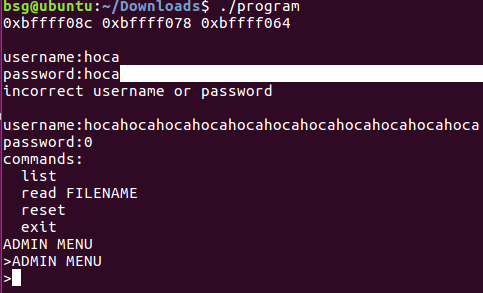 bsg@ubuntu:~/Downloads$ ./program
0xbffff08c 0xbffff078 0xbffff064
username:hoca
password:hoca
incorrect username or password
username:hocahocahocahocahocahocahocahocahocahocahoca
password:0
commands:
list
read FILENAME
reset
exit
ADMIN MENU
>ADMIN MENU
>